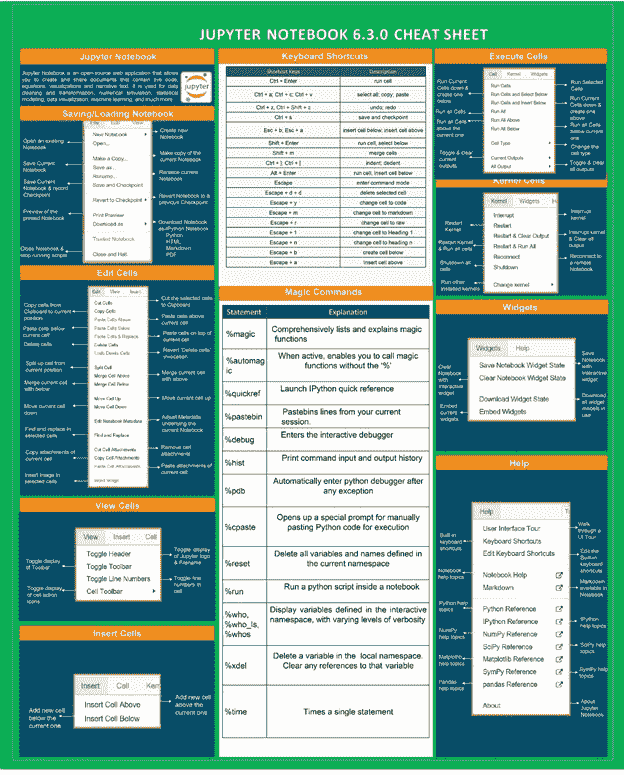 JUPYTER NOTEBOOK 6.3.0 CHEAT SHEET
Jupyter Notebook
Jupyter Notebook is an open-source web application that allows
you to create and share documents that contain live code,
equations, visualizations and narrative text. It is used for data
cleaning and transformation, numerical simulation, statistical
modeling, data visualization, machine learning, and much more
jupyter
Saving/Loading Notebook
File Edit View
New Notebook
Open...
Make a Copy...
Save as...
Rename...
Save and Checkpoint
Revert to Checkpoint
Print Preview
Download as
Trusted Notebook
Close and Halt
Open an existing
Notebook
Save Current
Notebook
Save Current
Notebook & record
Checkpoint
Preview of the
printed Notebook
Close Notebook &
stop running scripts
Create new
Notebook
Make copy of the
current Notebook
Rename current
Notebook
Revert Notebook to a
previous Checkpoint
Download Notebook
as IPython Notebook
Python
HTML
Markdown
PDF
Edit Cells
Edit View Insert
Cut Cells
Copy Cells
Paste Cells Above
Paste Cells Below
Paste Cells & Replace
Delete Cells
Undo Delete Cells
Split Cell
Merge Cell Above
Merge Cell Below
Move Cell Up
Move Cell Down
Edit Notebook Metadata
Find and Replace
Cut Cell Attachments
Copy Cell Attachments
Paste Cell Attachments
Insert Image
Copy cells from
Clipboard to current
position
Paste cells below
current cell
Delete cells
Split up cell from
current position
Merge current cell
with below
Move current cell
down
Find and replace in
selected cells
Copy attachments of
current cell
Insert image in
selected cells
Cut the selected cells
to Clipboard
Paste cells above
current cell
Paste cells on top of
current cell
Revert 'Delete cells'
invocation
Merge current cell
with above
Move current cell up
Adjust Metadata
underlying the
current Notebook
Remove cell
attachments
Paste attachments of
current cell
View Cells
View Insert Cell
Toggle Header
Toggle Toolbar
Toggle Line Numbers
Cell Toolbar
Toggle display
of Toolbar
Toggle display
of cell action
icons
Toggle display
of Jupyter logo
& Filename
Toggle line
numbers in
cell
Insert Cells
Insert Cell Kern
Insert Cell Above
Insert Cell Below
Add new cell
below the
current one
Add new cell
above the
current one
Keyboard Shortcuts
Shortcut Keys Description
Ctrl + Enter run cell
Ctrl + a; Ctrl + c; Ctrl + v select all; copy; paste
Ctrl + z, Ctrl + Shift + z undo; redo
Ctrl + s save and checkpoint
Esc + b, Esc + a insert cell below, insert cell above
Shift + Enter run cell, select below
Shift + m merge cells
Ctrl + ]; Ctrl + [ indent; dedent
Alt + Enter run cell, insert cell below
Escape enter command mode
Escape + d + d delete selected cell
Escape + y change cell to code
Escape + m change cell to markdown
Escape + r change cell to raw
Escape + 1 change cell to Heading 1
Escape + n change cell to heading n
Escape + b create cell below
Escape + a Insert cell above
Magic Commands
Statement Explanation
%magic Comprehensively lists and explains magic
functions
%automag
ic When active, enables you to call magic
functions without the '%'
%quickref Launch IPython quick reference
%pastebin Pastebins lines from your current
session.
%debug Enters the interactive debugger
%hist Print command input and output history
%pdb Automatically enter python debugger after
any exception
%cpaste Opens up a special prompt for manually
pasting Python code for execution
%reset Delete all variables and names defined in
the current namespace
%run Run a python script inside a notebook
%who,
%who_ls,
%whos Display variables defined in the interactive
namespace, with varying levels of verbosity
%xdel Delete a variable in the local namespace.
Clear any references to that variable
%time Times a single statement
Execute Cells
Cell Kernel Widgets
Run Cells
Run Cells and Select Below
Run Cells and Insert Below
Run All
Run All Above
Run All Below
Cell Type
Current Outputs
All Output
Run Current
Cells down &
create one
below
Run all Cells
Run all Cells
above the
current one
Toggle & clear
current
outputs
Run Selected
Cells
Run Current
Cells down &
create one
above
Run all Cells
below current
one
Change the
cell type
Toggle & clear
all outputs
Kernel Cells
Kernel Widgets
Interrupt
Restart
Restart & Clear Output
Restart & Run All
Reconnect
Shutdown
Change kernel
Restart
Kernel
Restart Kernel
& Run all cells
Shutdown all
cells
Run other
installed kernels
Interrupt
kernel
Interrupt kernel
& Clear all
output
Reconnect to
a remote
Notebook
Widgets
Widgets Help
Save Notebook Widget State
Clear Notebook Widget State
Download Widget State
Embed Widgets
Clear
Notebook
with
interactive
widget
Embed
current
widgets
Save
Notebook
with
interactive
widget
Download
all widget
models in
use
Help
Help
User Interface Tour
Keyboard Shortcuts
Edit Keyboard Shortcuts
Notebook Help
Markdown
Python Reference
IPython Reference
NumPy Reference
SciPy Reference
Matplotlib Reference
SymPy Reference
pandas Reference
About
Built in
keyboard
shortcuts
Notebook
help topics
Python help
topics
NumPy
help topics
Matplotlib
help topics
Pandas
help topics
Walk
through a
UI Tour
Edit the
keyboard
shortcuts
Markdown
available in
Notebook
IPython
help topics
SciPy help
topics
SymPy help
topics
About
Jupyter
Notebook